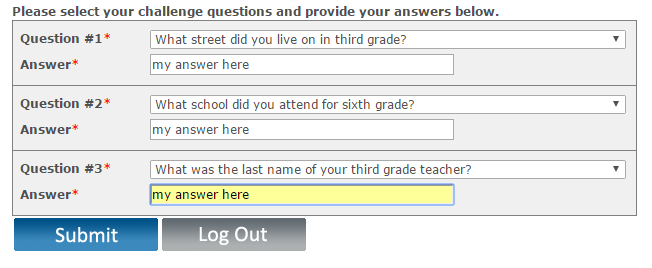 Please select your challenge questions and provide your answers below.
Question #1* What street did you live on in third grade?
Answer* my answer here
Question #2* What school did you attend for sixth grade?
Answer* my answer here
Question #3* What was the last name of your third grade teacher?
Answer* my answer here
Submit Log Out